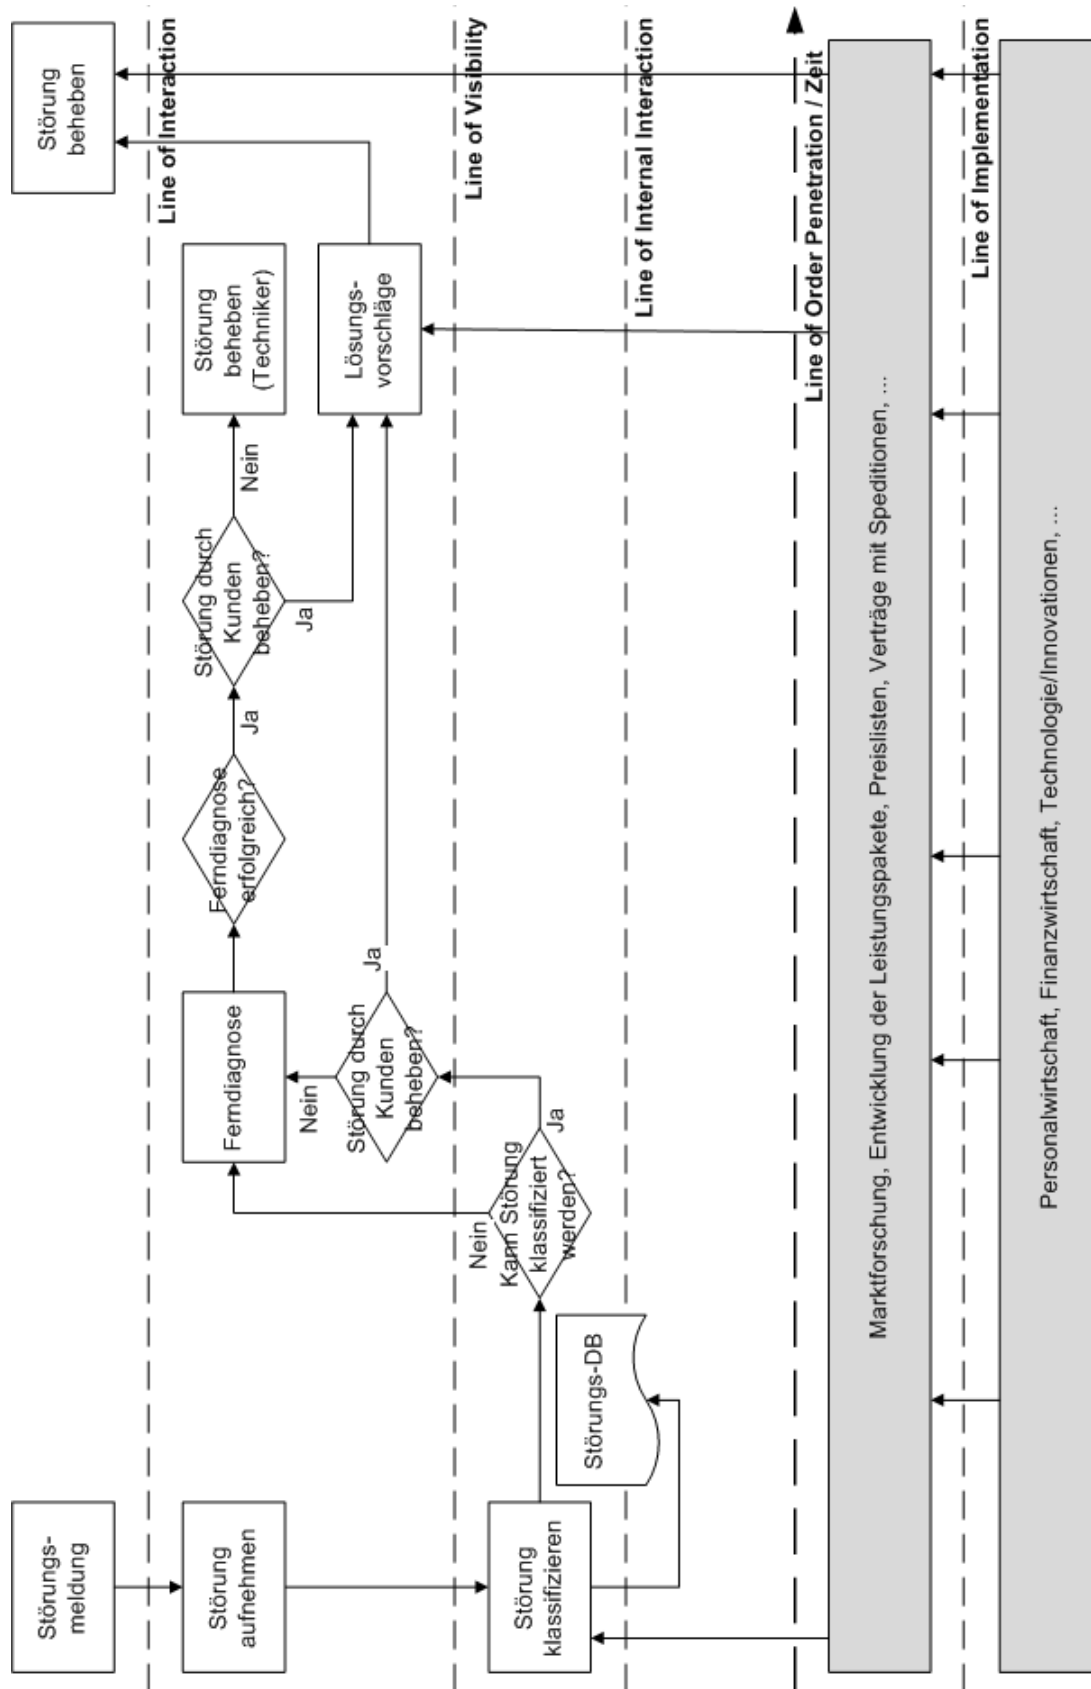 Störungs-
meldung
Störung
beheben
Line of Interaction
Störung
aufnehmen
Ferndiagnose
Ferndiagnose
erfolgreich?
Ja
Störung durch
Kunden
beheben?
Nein
Ja
Störung
beheben
(Techniker)
Nein
Störung durch
Kunden
beheben?
Ja
Lösungs-
vorschläge
Line of Visibility
Störung
klassifizieren
Nein
Kann Störung
klassifiziert
werden?
Ja
Störungs-DB
Line of Internal Interaction
Line of Order Penetration / Zeit
Marktforschung, Entwicklung der Leistungspakete, Preislisten, Verträge mit Speditionen, ...
Line of Implementation
Personalwirtschaft, Finanzwirtschaft, Technologie/Innovationen, ...